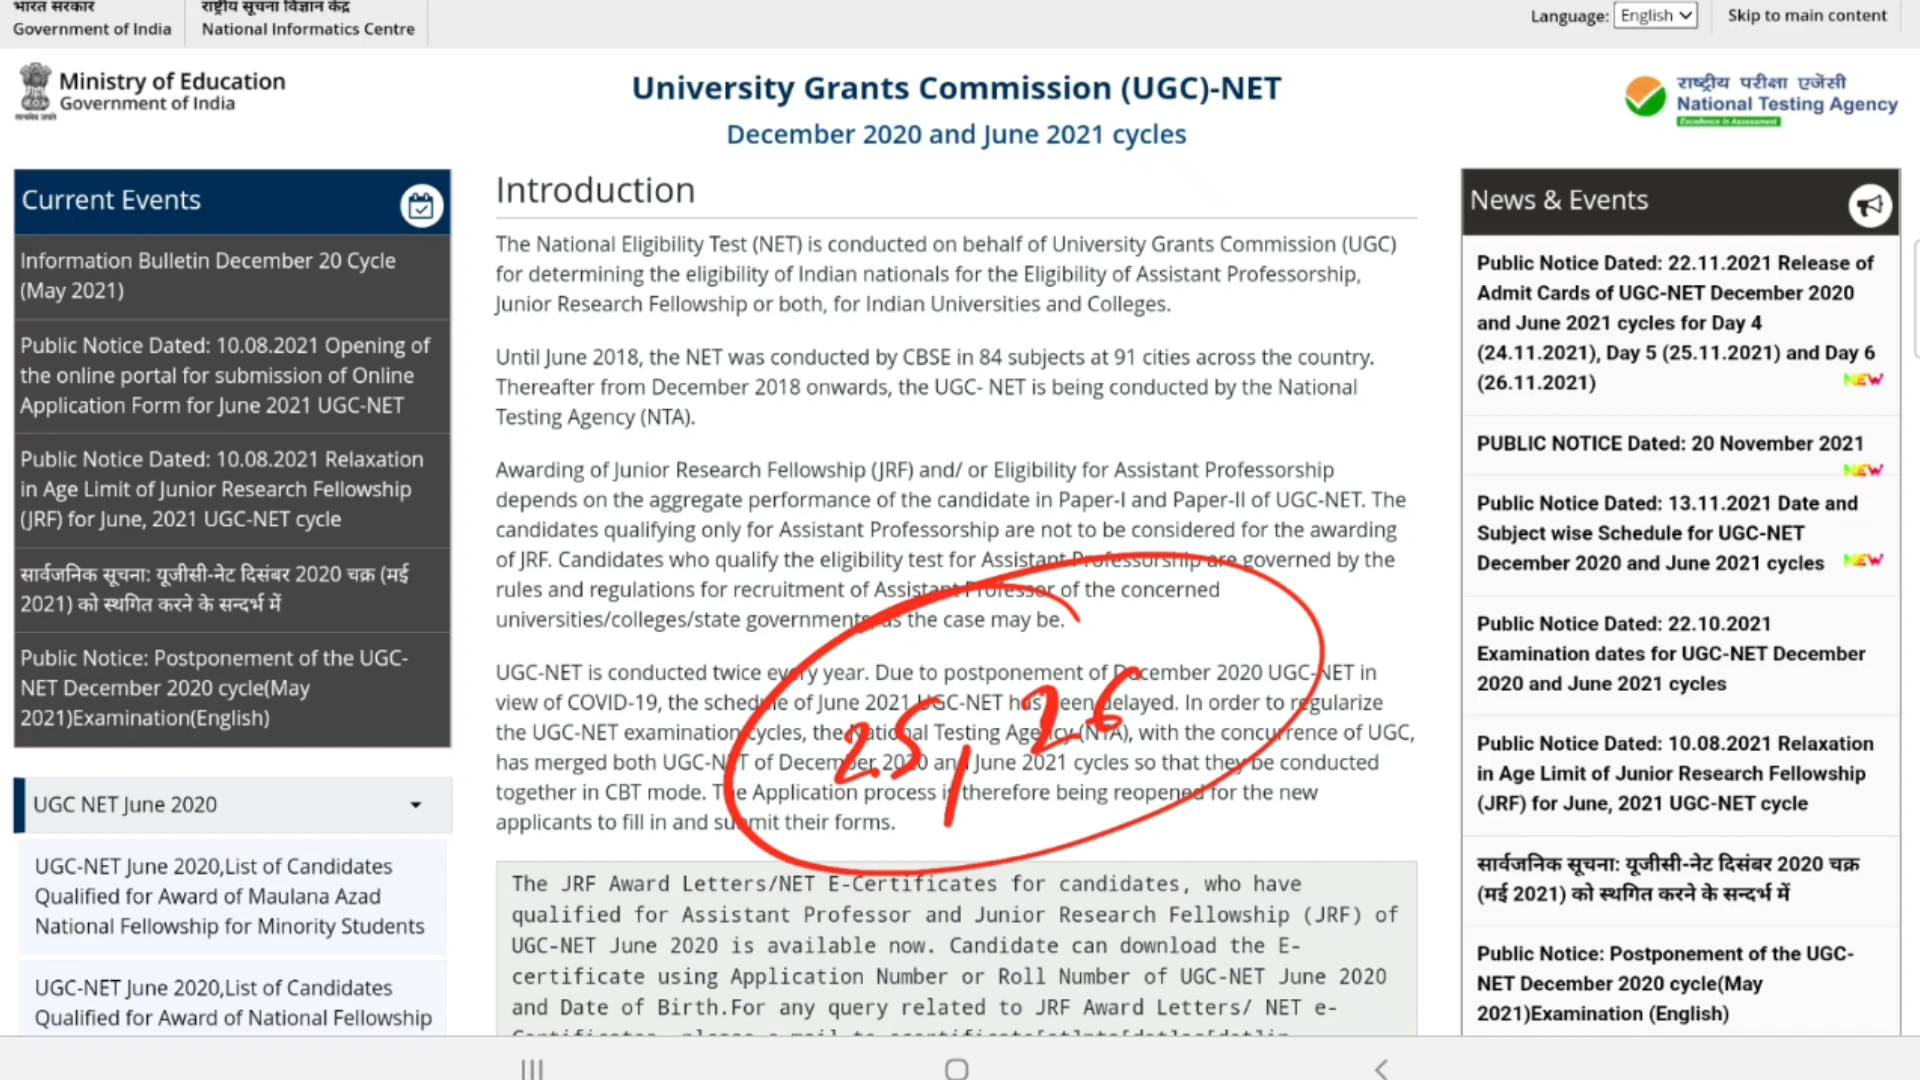 भारत सरकार
Government of India
राष्ट्रीय सूचना विज्ञान केंद्र
National Informatics Centre
Language: English
Skip to main content
Ministry of Education
Government of India
सत्यमेव जयते
University Grants Commission (UGC)-NET
December 2020 and June 2021 cycles
राष्ट्रीय परीक्षा एजेंसी
National Testing Agency
Excellence in Assessment
Current Events
Information Bulletin December 20 Cycle
(May 2021)
Public Notice Dated: 10.08.2021 Opening of
the online portal for submission of Online
Application Form for June 2021 UGC-NET
Public Notice Dated: 10.08.2021 Relaxation
in Age Limit of Junior Research Fellowship
(JRF) for June, 2021 UGC-NET cycle
सार्वजनिक सूचना: यूजीसी-नेट दिसंबर 2020 चक्र (मई
2021) को स्थगित करने के सन्दर्भ में
Public Notice: Postponement of the UGC-
NET December 2020 cycle(May
2021)Examination(English)
UGC NET June 2020
UGC-NET June 2020,List of Candidates
Qualified for Award of Maulana Azad
National Fellowship for Minority Students
UGC-NET June 2020,List of Candidates
Qualified for Award of National Fellowship
Introduction
The National Eligibility Test (NET) is conducted on behalf of University Grants Commission (UGC)
for determining the eligibility of Indian nationals for the Eligibility of Assistant Professorship,
Junior Research Fellowship or both, for Indian Universities and Colleges.
Until June 2018, the NET was conducted by CBSE in 84 subjects at 91 cities across the country.
Thereafter from December 2018 onwards, the UGC- NET is being conducted by the National
Testing Agency (NTA).
Awarding of Junior Research Fellowship (JRF) and/ or Eligibility for Assistant Professorship
depends on the aggregate performance of the candidate in Paper-I and Paper-II of UGC-NET. The
candidates qualifying only for Assistant Professorship are not to be considered for the awarding
of JRF. Candidates who qualify the eligibility test for Assistant Professorship are governed by the
rules and regulations for recruitment of Assistant Professor of the concerned
universities/colleges/state governments, as the case may be.
UGC-NET is conducted twice every year. Due to postponement of December 2020 UGC-NET in
view of COVID-19, the schedule of June 2021 UGC-NET has been delayed. In order to regularize
the UGC-NET examination cycles, the National Testing Agency (NTA), with the concurrence of UGC,
has merged both UGC-NET of December 2020 and June 2021 cycles so that they be conducted
together in CBT mode. The Application process is therefore being reopened for the new
applicants to fill in and submit their forms.
25, 26
The JRF Award Letters/NET E-Certificates for candidates, who have
qualified for Assistant Professor and Junior Research Fellowship (JRF) of
UGC-NET June 2020 is available now. Candidate can download the E-
certificate using Application Number or Roll Number of UGC-NET June 2020
and Date of Birth.For any query related to JRF Award Letters/ NET e-
News & Events
Public Notice Dated: 22.11.2021 Release of
Admit Cards of UGC-NET December 2020
and June 2021 cycles for Day 4
(24.11.2021), Day 5 (25.11.2021) and Day 6
(26.11.2021) NEW
PUBLIC NOTICE Dated: 20 November 2021
NEW
Public Notice Dated: 13.11.2021 Date and
Subject wise Schedule for UGC-NET
December 2020 and June 2021 cycles NEW
Public Notice Dated: 22.10.2021
Examination dates for UGC-NET December
2020 and June 2021 cycles
Public Notice Dated: 10.08.2021 Relaxation
in Age Limit of Junior Research Fellowship
(JRF) for June, 2021 UGC-NET cycle
सार्वजनिक सूचना: यूजीसी-नेट दिसंबर 2020 चक्र
(मई 2021) को स्थगित करने के सन्दर्भ में
Public Notice: Postponement of the UGC-
NET December 2020 cycle(May
2021)Examination (English)